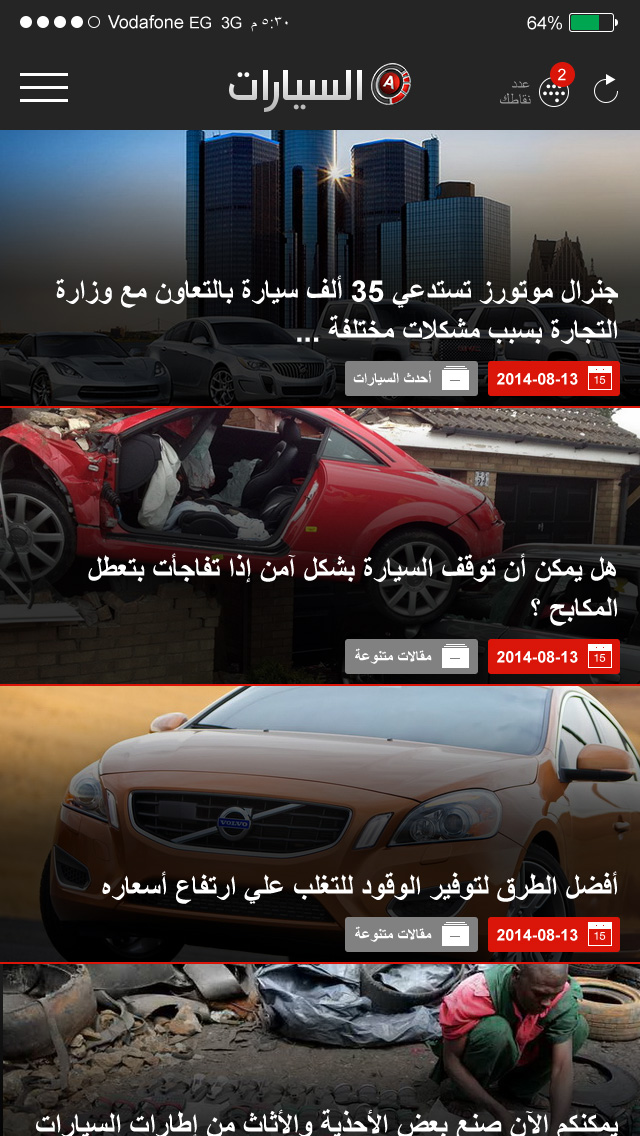 Vodafone EG 3G ٥:٣٠ م 64%
A السيارات
عدد
نقاطك
2
جنرال موتورز تستدعي 35 ألف سيارة بالتعاون مع وزارة
التجارة بسبب مشكلات مختلفة ...
15 2014-08-13 أحدث السيارات
هل يمكن أن توقف السيارة بشكل آمن إذا تفاجأت بتعطل
المكابح ؟
15 2014-08-13 مقالات متنوعة
VOLVO
أفضل الطرق لتوفير الوقود للتغلب علي ارتفاع أسعاره
15 2014-08-13 مقالات متنوعة
يمكنكم الآن صنع بعض الأحذية والأثاث من إطارات السيارات